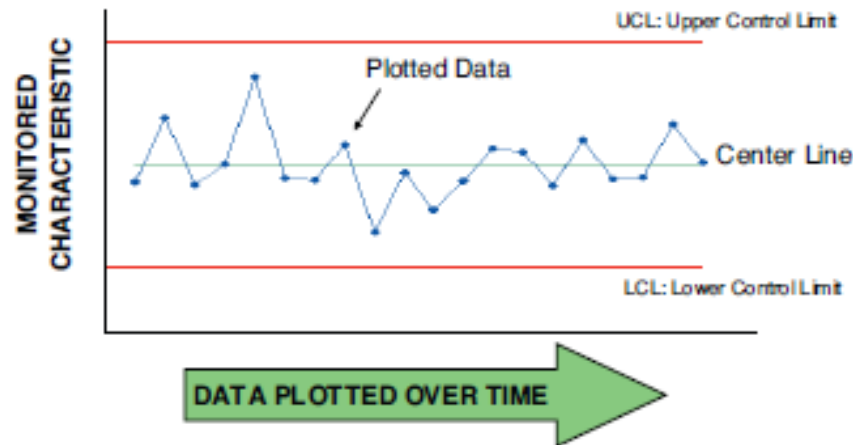 UCL: Upper Control Limit
Plotted Data
MONITORED
CHARACTERISTIC
Center Line
LCL: Lower Control Limit
DATA PLOTTED OVER TIME